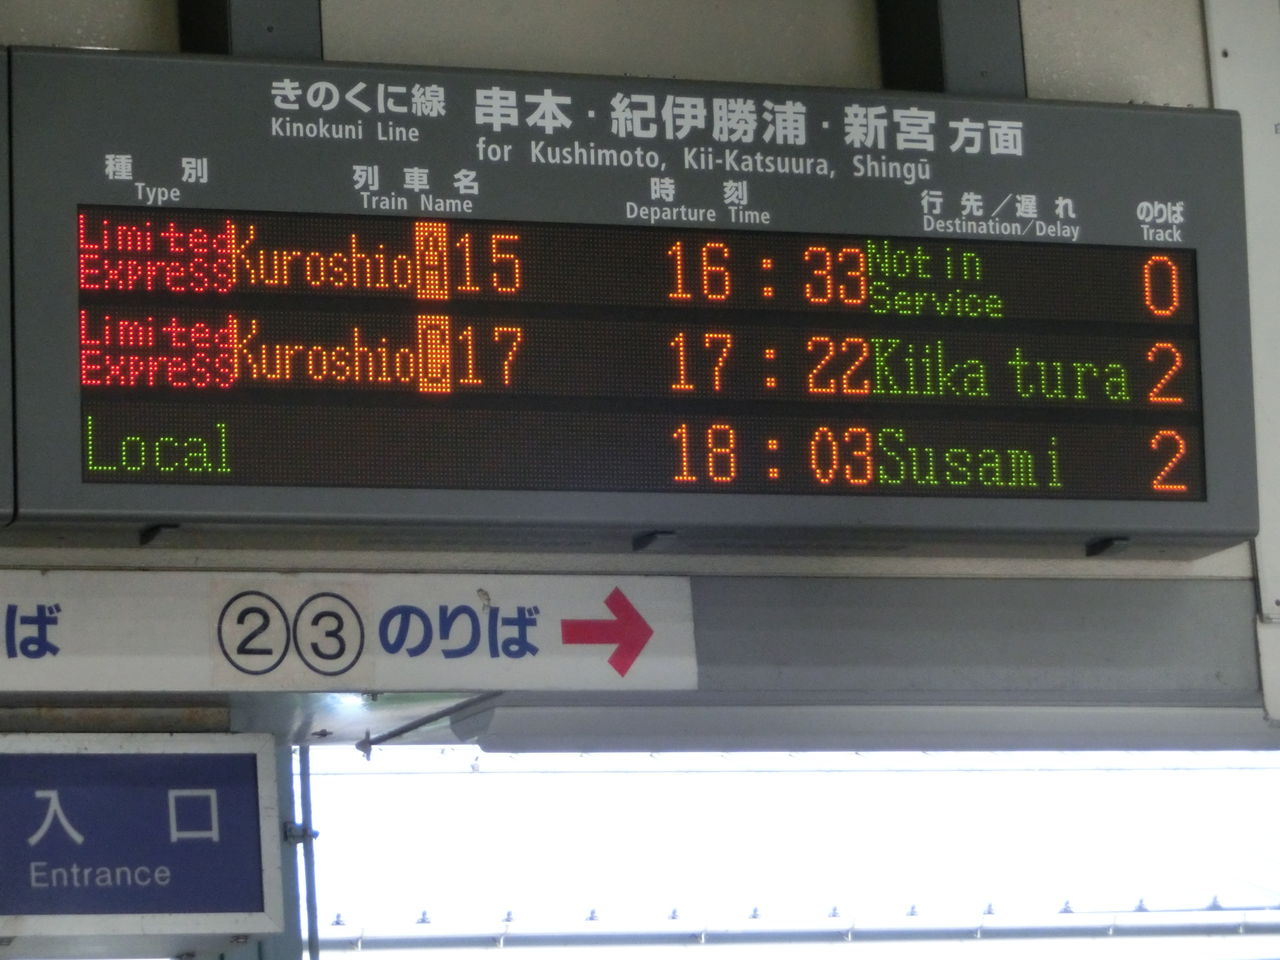 きのくに線 串本・紀伊勝浦・新宮方面
Kinokuni Line for Kushimoto, Kii-Katsuura, Shingū
種別 列車名 時刻 行先/遅れ のりば
Type Train Name Departure Time Destination/Delay Track
Limited Express Kuroshio 15 16:33 Not in Service 0
Limited Express Kuroshio 17 17:22 Kiika tura 2
Local 18:03 Susami 2
ば ②③のりば
入口
Entrance